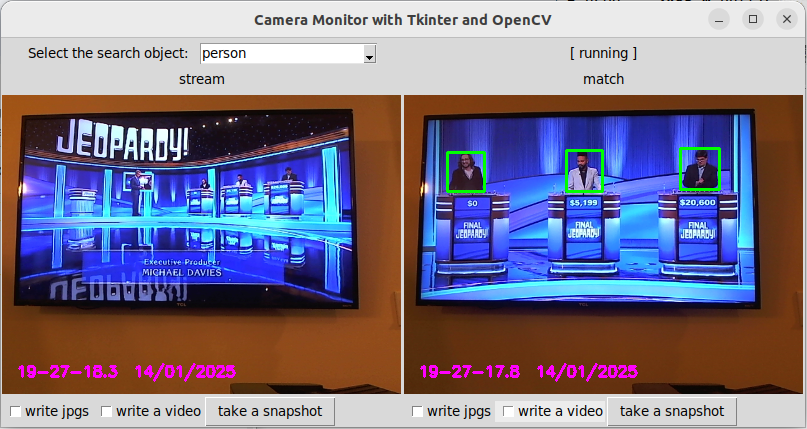 Camera Monitor with Tkinter and OpenCV
Select the search object: person
[ running ]
stream
match
JEOPARDY!
Executive Producer
MICHAEL DAVIES
TCL
19-27-18.3 14/01/2025
$0
$5,199
$20,600
FINAL
JEOPARDY!
FINAL
JEOPARDY!
FINAL
JEOPARDY!
TCL
19-27-17.8 14/01/2025
write jpgs
write a video
take a snapshot
write jpgs
write a video
take a snapshot